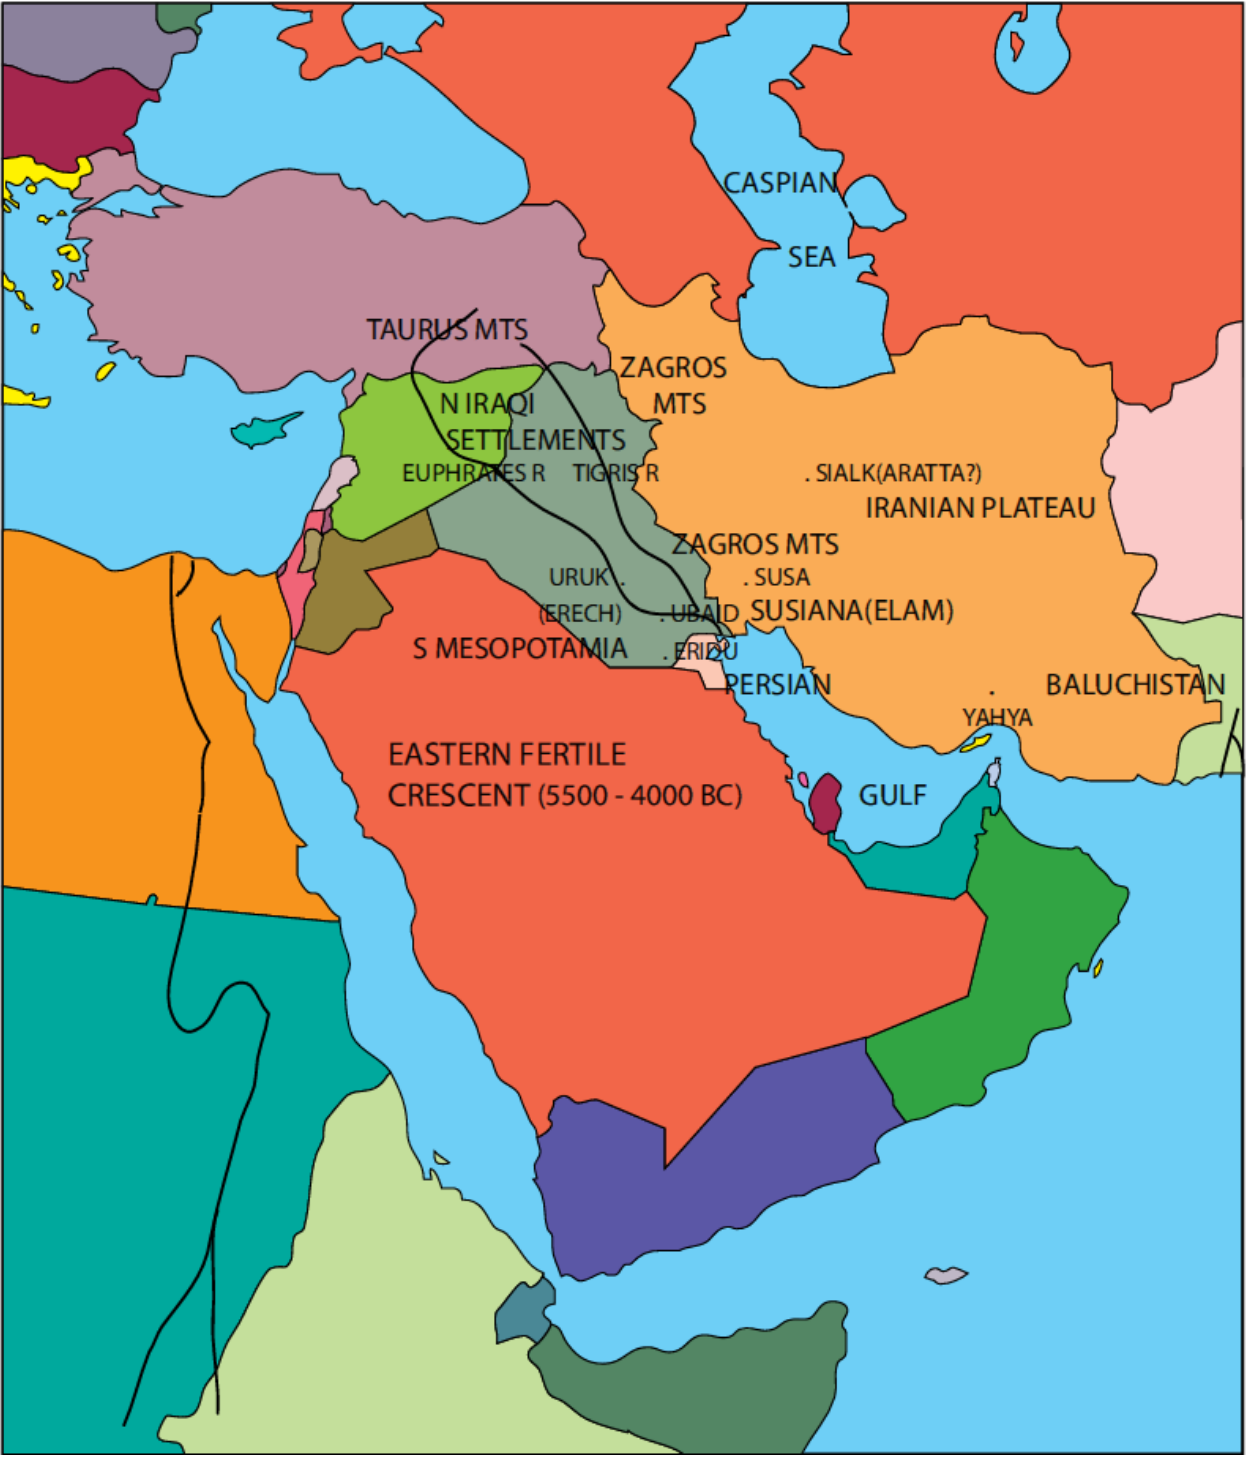 CASPIAN
SEA
TAURUS MTS
ZAGROS
MTS
N IRAQI
SETTLEMENTS
EUPHRATES R
TIGRIS R
. SIALK(ARATTA?)
IRANIAN PLATEAU
ZAGROS MTS
URUK .
. SUSA
(ERECH)
. UBAID
SUSIANA(ELAM)
S MESOPOTAMIA
. ERIDU
PERSIAN
.
BALUCHISTAN
YAHYA
EASTERN FERTILE
CRESCENT (5500 - 4000 BC)
GULF